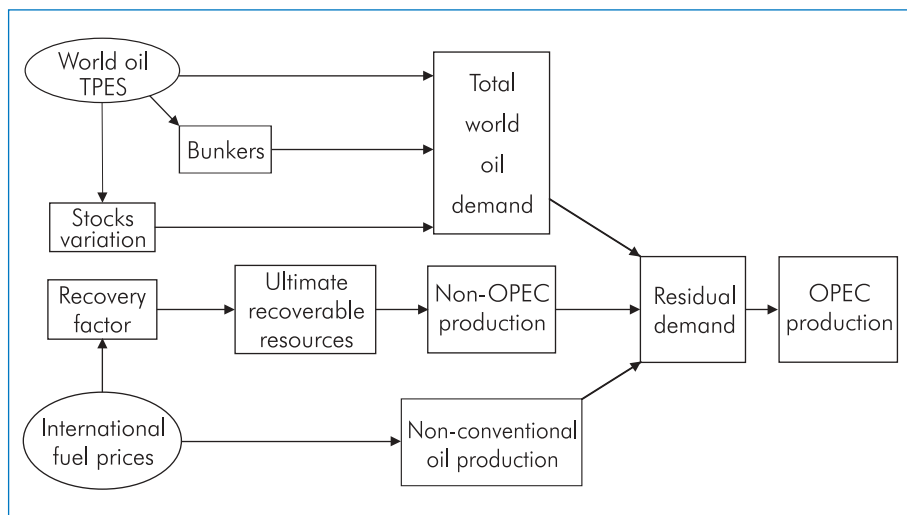 World oil
TPES
Bunkers
Stocks
variation
Total
world
oil
demand
Recovery
factor
Ultimate
recoverable
resources
Non-OPEC
production
Residual
demand
OPEC
production
International
fuel prices
Non-conventional
oil production